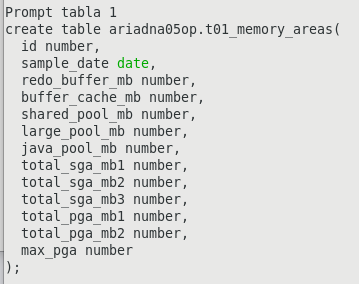 Prompt tabla 1
create table ariadna05op.t01_memory_areas(
  id number,
  sample_date date,
  redo_buffer_mb number,
  buffer_cache_mb number,
  shared_pool_mb number,
  large_pool_mb number,
  java_pool_mb number,
  total_sga_mb1 number,
  total_sga_mb2 number,
  total_sga_mb3 number,
  total_pga_mb1 number,
  total_pga_mb2 number,
  max_pga number
);